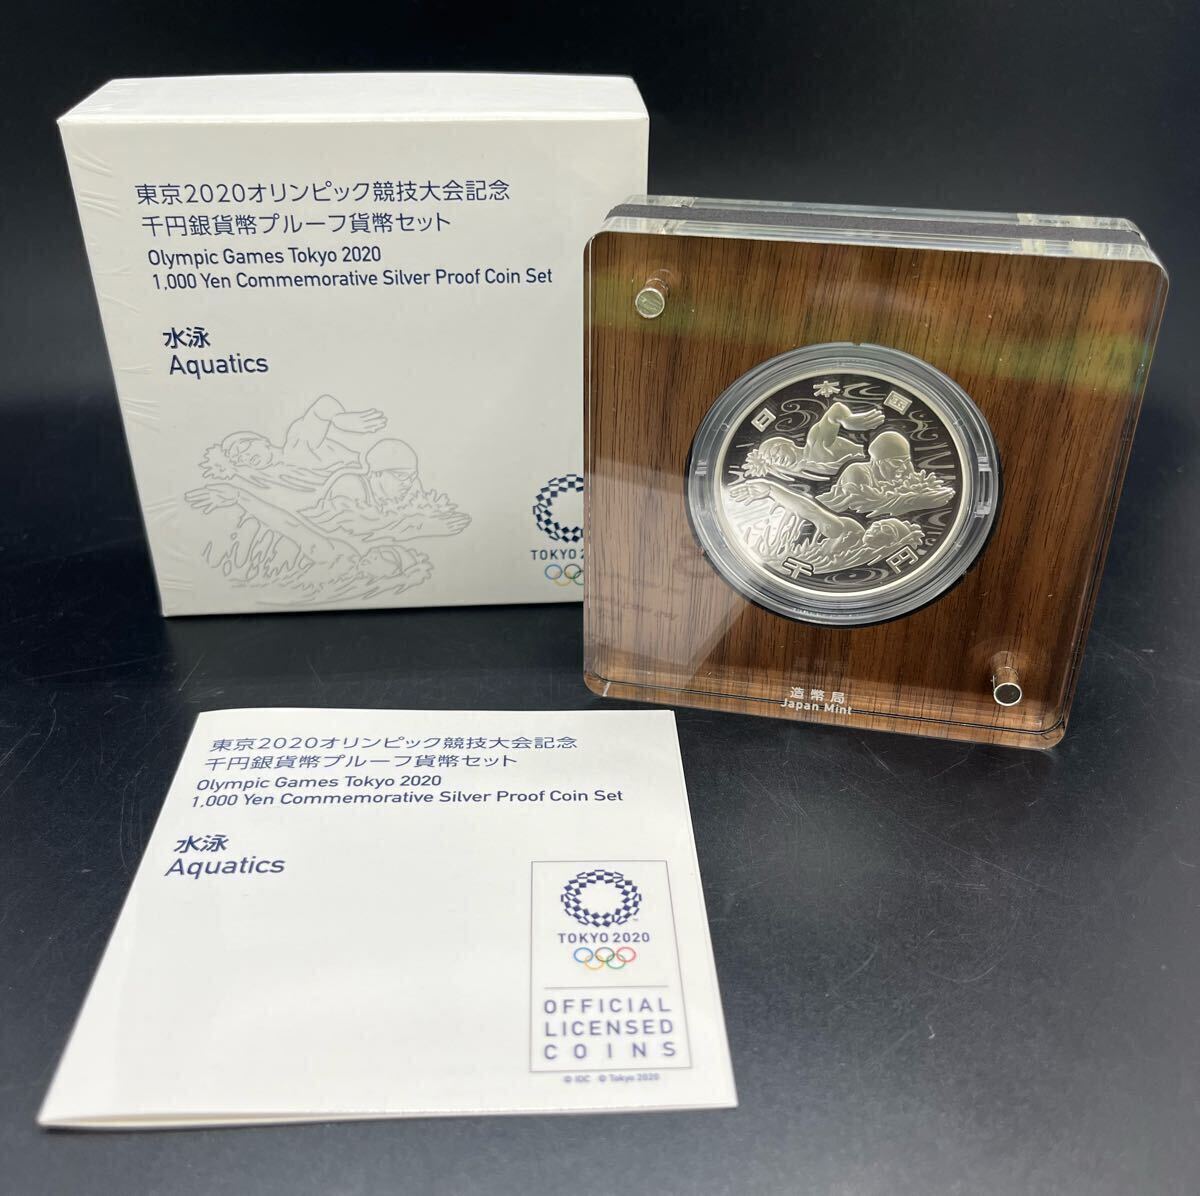 東京2020オリンピック競技大会記念
千円銀貨幣プルーフ貨幣セット
Olympic Games Tokyo 2020
1,000 Yen Commemorative Silver Proof Coin Set
水泳
Aquatics
TOKYO 2
日本国
千円
造幣局
Japan Mint
東京2020オリンピック競技大会記念
千円銀貨幣プルーフ貨幣セット
Olympic Games Tokyo 2020
1,000 Yen Commemorative Silver Proof Coin Set
水泳
Aquatics
TOKYO 2020
OFFICIAL
LICENSED
COINS
© IOC © Tokyo 2020